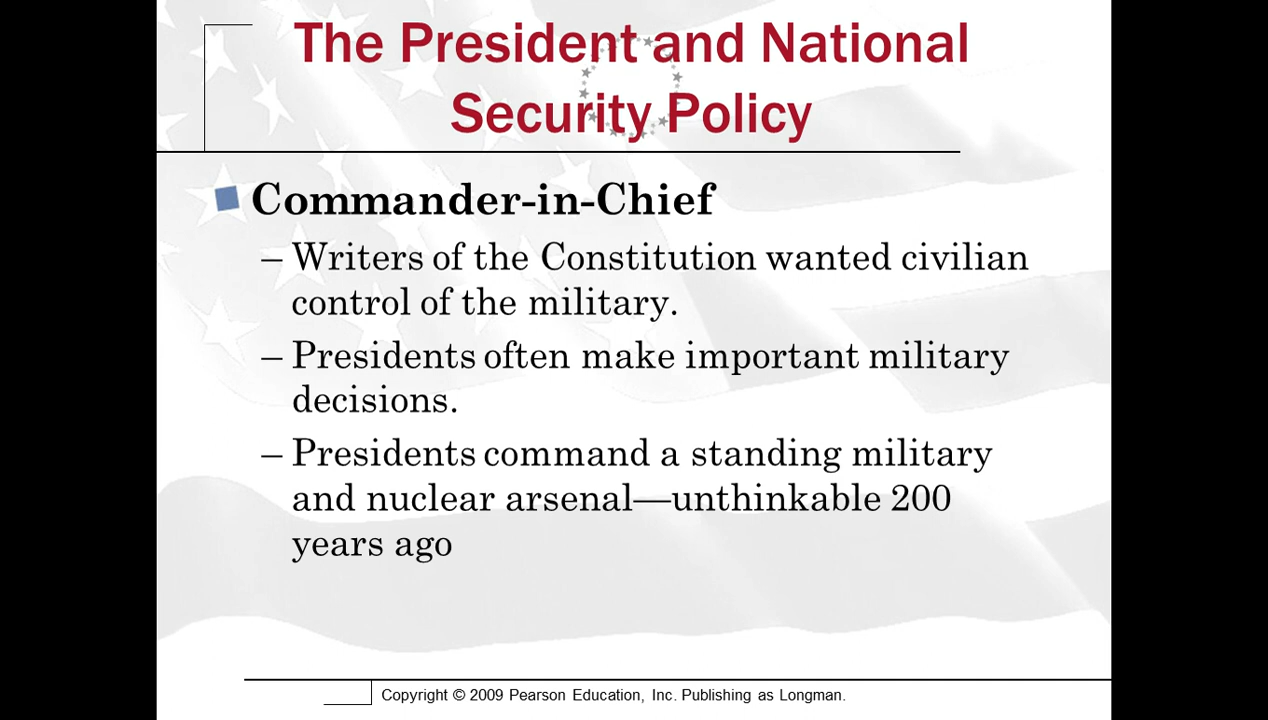 The President and National
Security Policy
Commander-in-Chief
– Writers of the Constitution wanted civilian
control of the military.
– Presidents often make important military
decisions.
– Presidents command a standing military
and nuclear arsenal—unthinkable 200
years ago
Copyright © 2009 Pearson Education, Inc. Publishing as Longman.